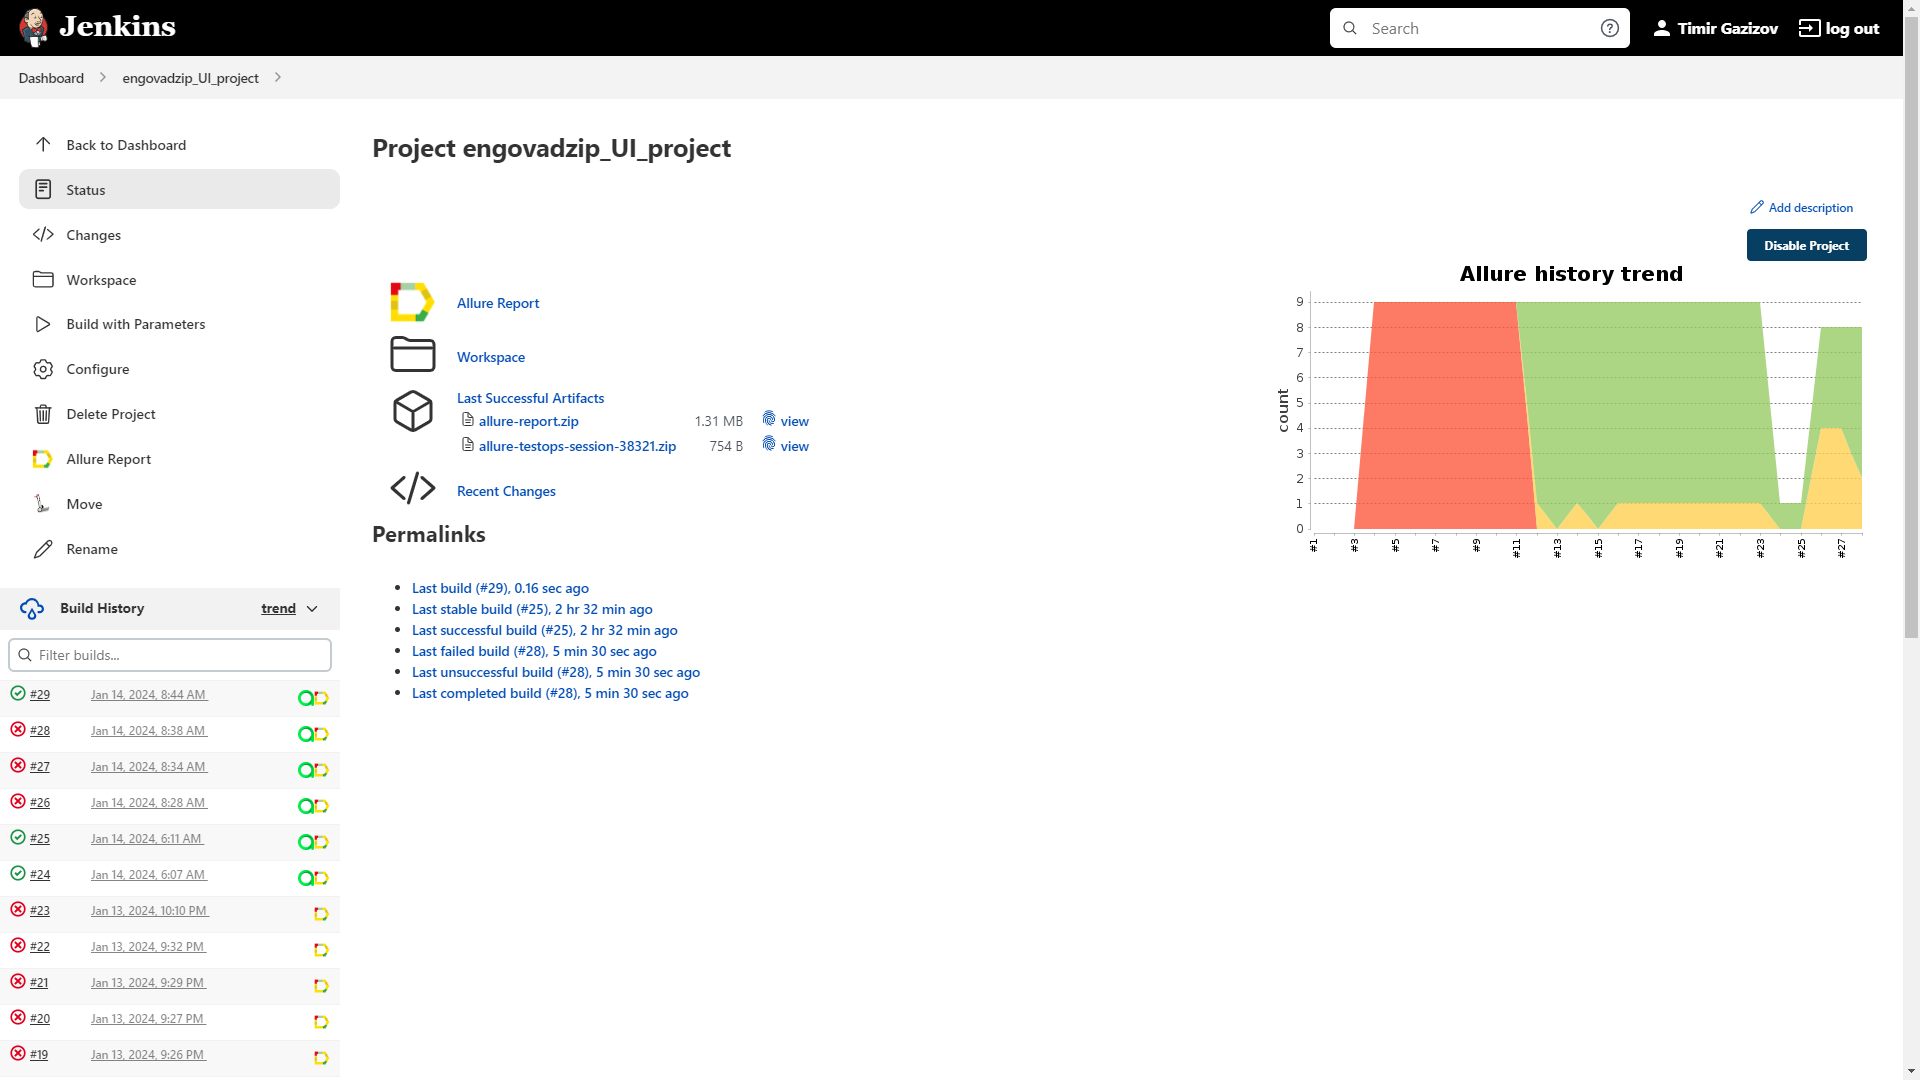 Jenkins
Search
Timir Gazizov
log out
Dashboard
engovadzip_UI_project
Back to Dashboard
Status
Changes
Workspace
Build with Parameters
Configure
Delete Project
Allure Report
Move
Rename
Build History
trend
Filter builds...
#29 Jan 14, 2024, 8:44 AM
#28 Jan 14, 2024, 8:38 AM
#27 Jan 14, 2024, 8:34 AM
#26 Jan 14, 2024, 8:28 AM
#25 Jan 14, 2024, 6:11 AM
#24 Jan 14, 2024, 6:07 AM
#23 Jan 13, 2024, 10:10 PM
#22 Jan 13, 2024, 9:32 PM
#21 Jan 13, 2024, 9:29 PM
#20 Jan 13, 2024, 9:27 PM
#19 Jan 13, 2024, 9:26 PM
Project engovadzip_UI_project
Add description
Disable Project
Allure Report
Workspace
Last Successful Artifacts
allure-report.zip 1.31 MB view
allure-testops-session-38321.zip 754 B view
Recent Changes
Permalinks
Last build (#29), 0.16 sec ago
Last stable build (#25), 2 hr 32 min ago
Last successful build (#25), 2 hr 32 min ago
Last failed build (#28), 5 min 30 sec ago
Last unsuccessful build (#28), 5 min 30 sec ago
Last completed build (#28), 5 min 30 sec ago
Allure history trend
count
9
8
7
6
5
4
3
2
1
0
#1 #3 #5 #7 #9 #11 #13 #15 #17 #19 #21 #23 #25 #27